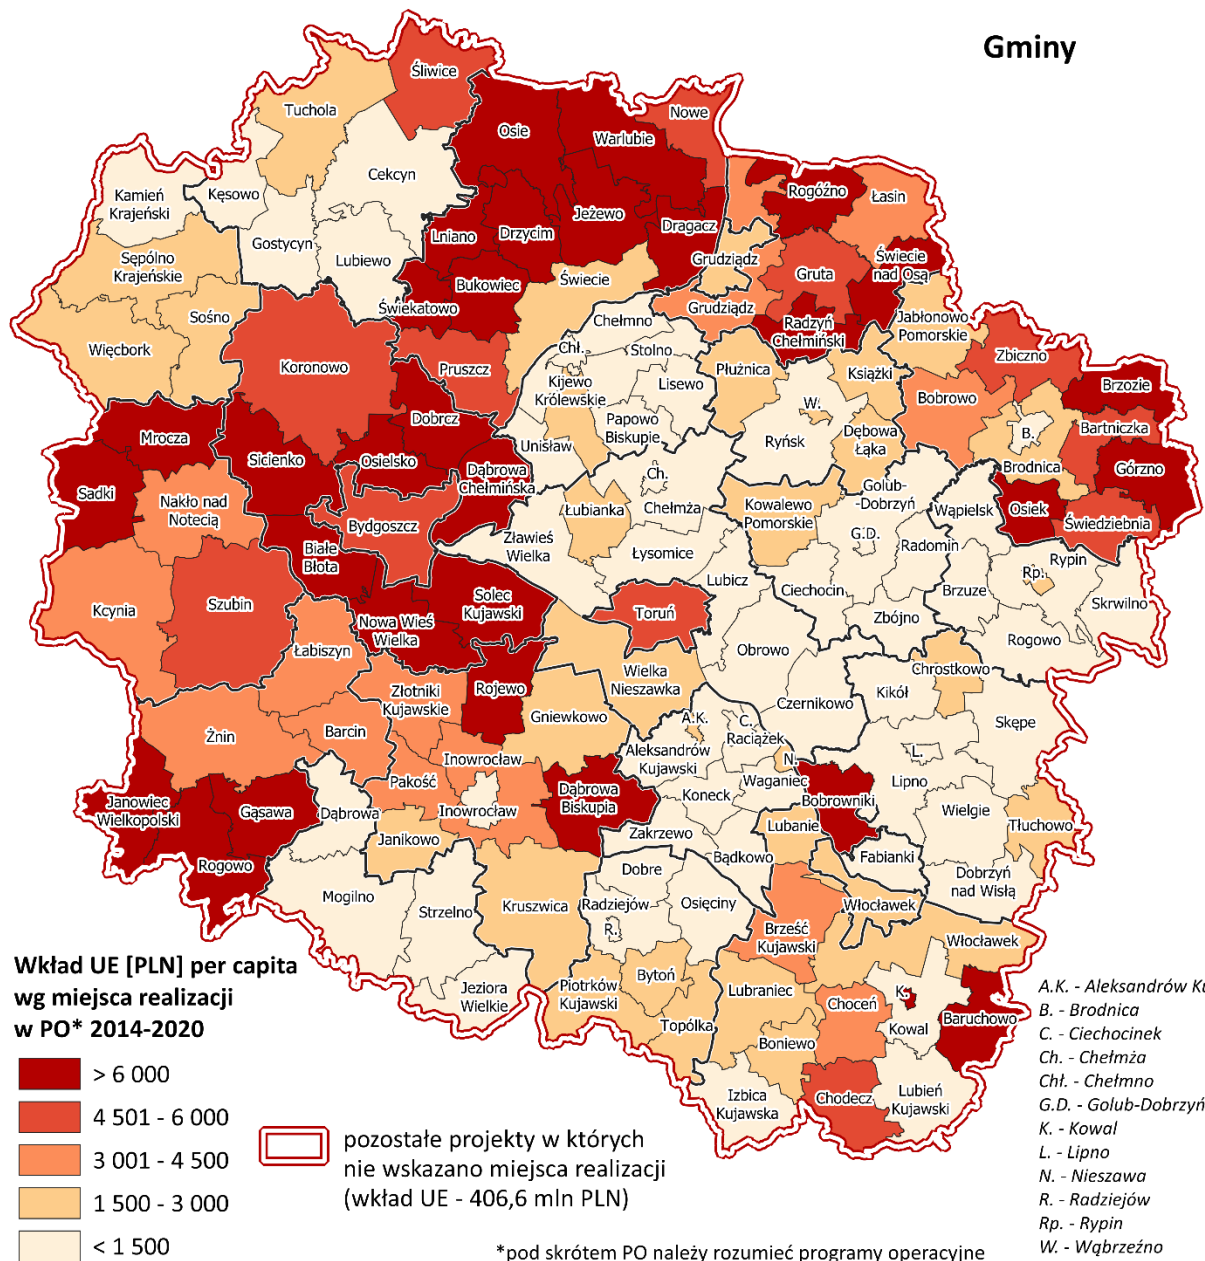 Gminy
Śliwice
Tuchola
Nowe
Osie
Warlubie
Cekcyn
Kamień
Krajeński
Kęsowo
Rogóźno
Łasin
Jeżewo
Dragacz
Lniano
Drzycim
Gostycyn
Lubiewo
Sępólno
Krajeńskie
Świecie
nad Osą
Grudziądz
Gruta
Świecie
Bukowiec
Świekatowo
Grudziądz
Sośno
Chełmno
Radzyń
Chełmiński
Jabłonowo
Pomorskie
Więcbork
Chł.
Stolno
Zbiczno
Koronowo
Pruszcz
Płużnica
Książki
Kijewo
Królewskie
Lisewo
Brzozie
Bobrowo
W.
Dobrcz
Papowo
Biskupie
Bartniczka
B.
Mrocza
Ryńsk
Dębowa
Łąka
Unisław
Sicienko
Osielsko
Dąbrowa
Chełmińska
Brodnica
Górzno
Ch.
Golub-
-Dobrzyń
Sadki
Nakło nad
Notecią
Łubianka
Chełmża
Kowalewo
Pomorskie
Wąpielsk
Osiek
Bydgoszcz
Świedziebnia
Zławieś
Wielka
G.D.
Radomin
Białe
Błota
Łysomice
Rypin
Rp.
Lubicz
Ciechocin
Brzuze
Skrwilno
Kcynia
Szubin
Solec
Kujawski
Toruń
Zbójno
Nowa Wieś
Wielka
Rogowo
Łabiszyn
Obrowo
Wielka
Nieszawka
Chrostkowo
Złotniki
Kujawskie
Rojewo
Kikół
Czernikowo
Gniewkowo
A.K.
C.
Skępe
Żnin
Barcin
Raciążek
Aleksandrów
Kujawski
L.
Inowrocław
N.
Pakość
Waganiec
Lipno
Dąbrowa
Biskupia
Koneck
Bobrowniki
Janowiec
Wielkopolski
Gąsawa
Dąbrowa
Inowrocław
Wielgie
Zakrzewo
Lubanie
Tłuchowo
Janikowo
Bądkowo
Fabianki
Rogowo
Dobre
Dobrzyń
nad Wisłą
Mogilno
Kruszwica
Radziejów
Osięciny
Włocławek
Strzelno
R.
Brześć
Kujawski
Włocławek
Jeziora
Wielkie
Piotrków
Kujawski
Bytoń
Lubraniec
K.
Choceń
Baruchowo
Topólka
Kowal
Boniewo
Izbica
Kujawska
Chodecz
Lubień
Kujawski
Wkład UE [PLN] per capita
wg miejsca realizacji
w PO* 2014-2020
> 6 000
4 501 - 6 000
3 001 - 4 500
1 500 - 3 000
< 1 500
pozostałe projekty w których
nie wskazano miejsca realizacji
(wkład UE - 406,6 mln PLN)
A.K. - Aleksandrów Ku
B. - Brodnica
C. - Ciechocinek
Ch. - Chełmża
Chł. - Chełmno
G.D. - Golub-Dobrzyń
K. - Kowal
L. - Lipno
N. - Nieszawa
R. - Radziejów
Rp. - Rypin
W. - Wąbrzeźno
*pod skrótem PO należy rozumieć programy operacyjne